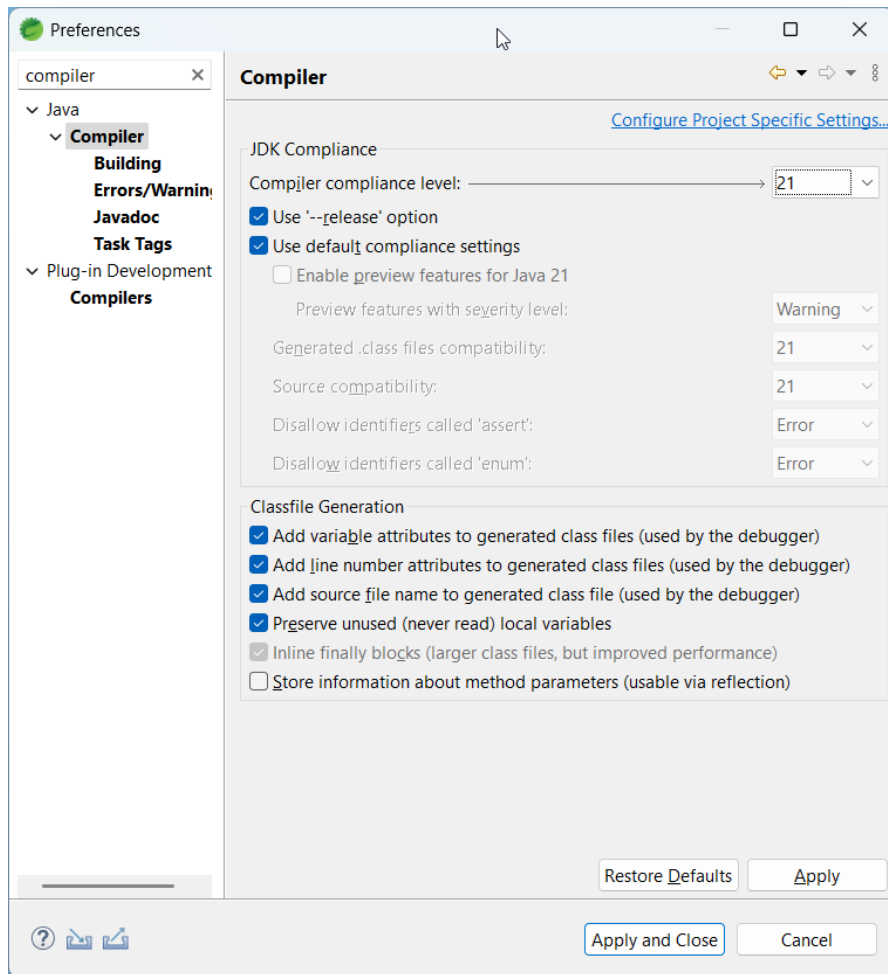 Preferences
compiler
Java
Compiler
Building
Errors/Warning
Javadoc
Task Tags
Plug-in Development
Compilers
Compiler
Configure Project Specific Settings...
JDK Compliance
Compiler compliance level: 21
Use '--release' option
Use default compliance settings
Enable preview features for Java 21
Preview features with severity level: Warning
Generated .class files compatibility: 21
Source compatibility: 21
Disallow identifiers called 'assert': Error
Disallow identifiers called 'enum': Error
Classfile Generation
Add variable attributes to generated class files (used by the debugger)
Add line number attributes to generated class files (used by the debugger)
Add source file name to generated class file (used by the debugger)
Preserve unused (never read) local variables
Inline finally blocks (larger class files, but improved performance)
Store information about method parameters (usable via reflection)
Restore Defaults Apply
Apply and Close Cancel